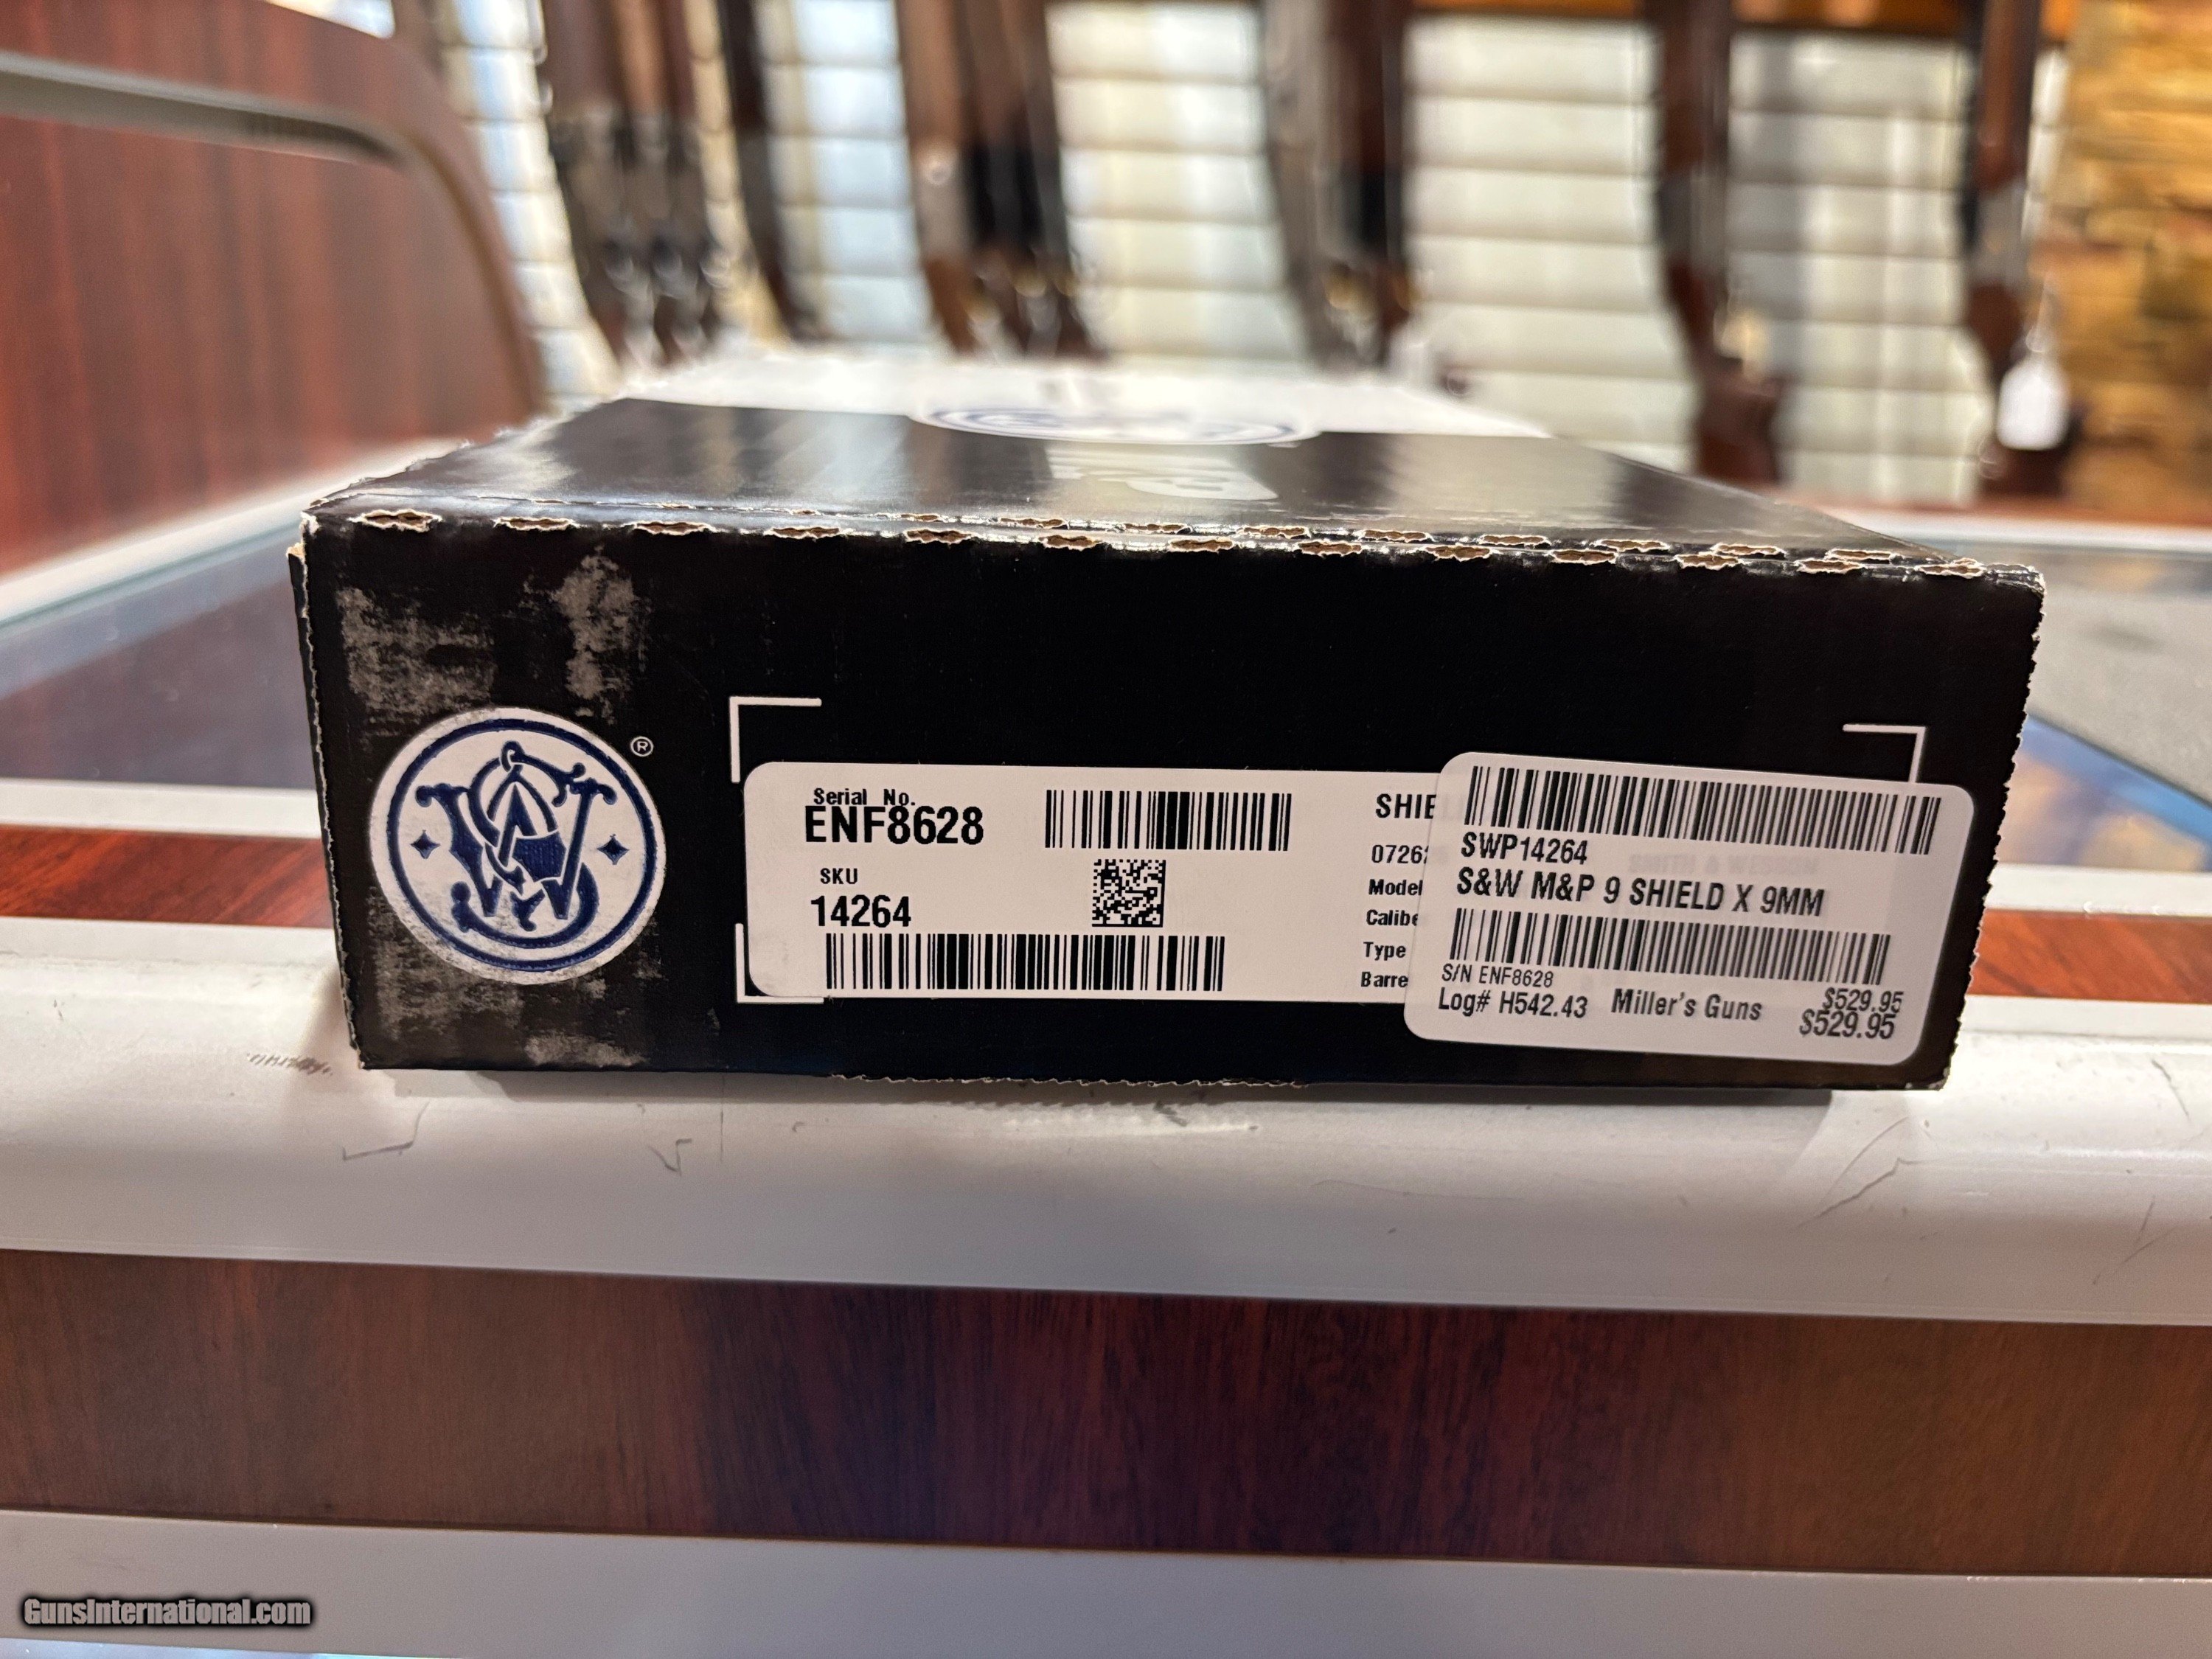 ®
Serial No.
ENF8628
SKU
14264
SHIE
0726
Model
Calibe
Type
Barre
SWP14264
S&W M&P 9 SHIELD X 9MM
S/N ENF8628
Log# H542.43 Miller's Guns $529.95
$529.95
GunsInternational.com